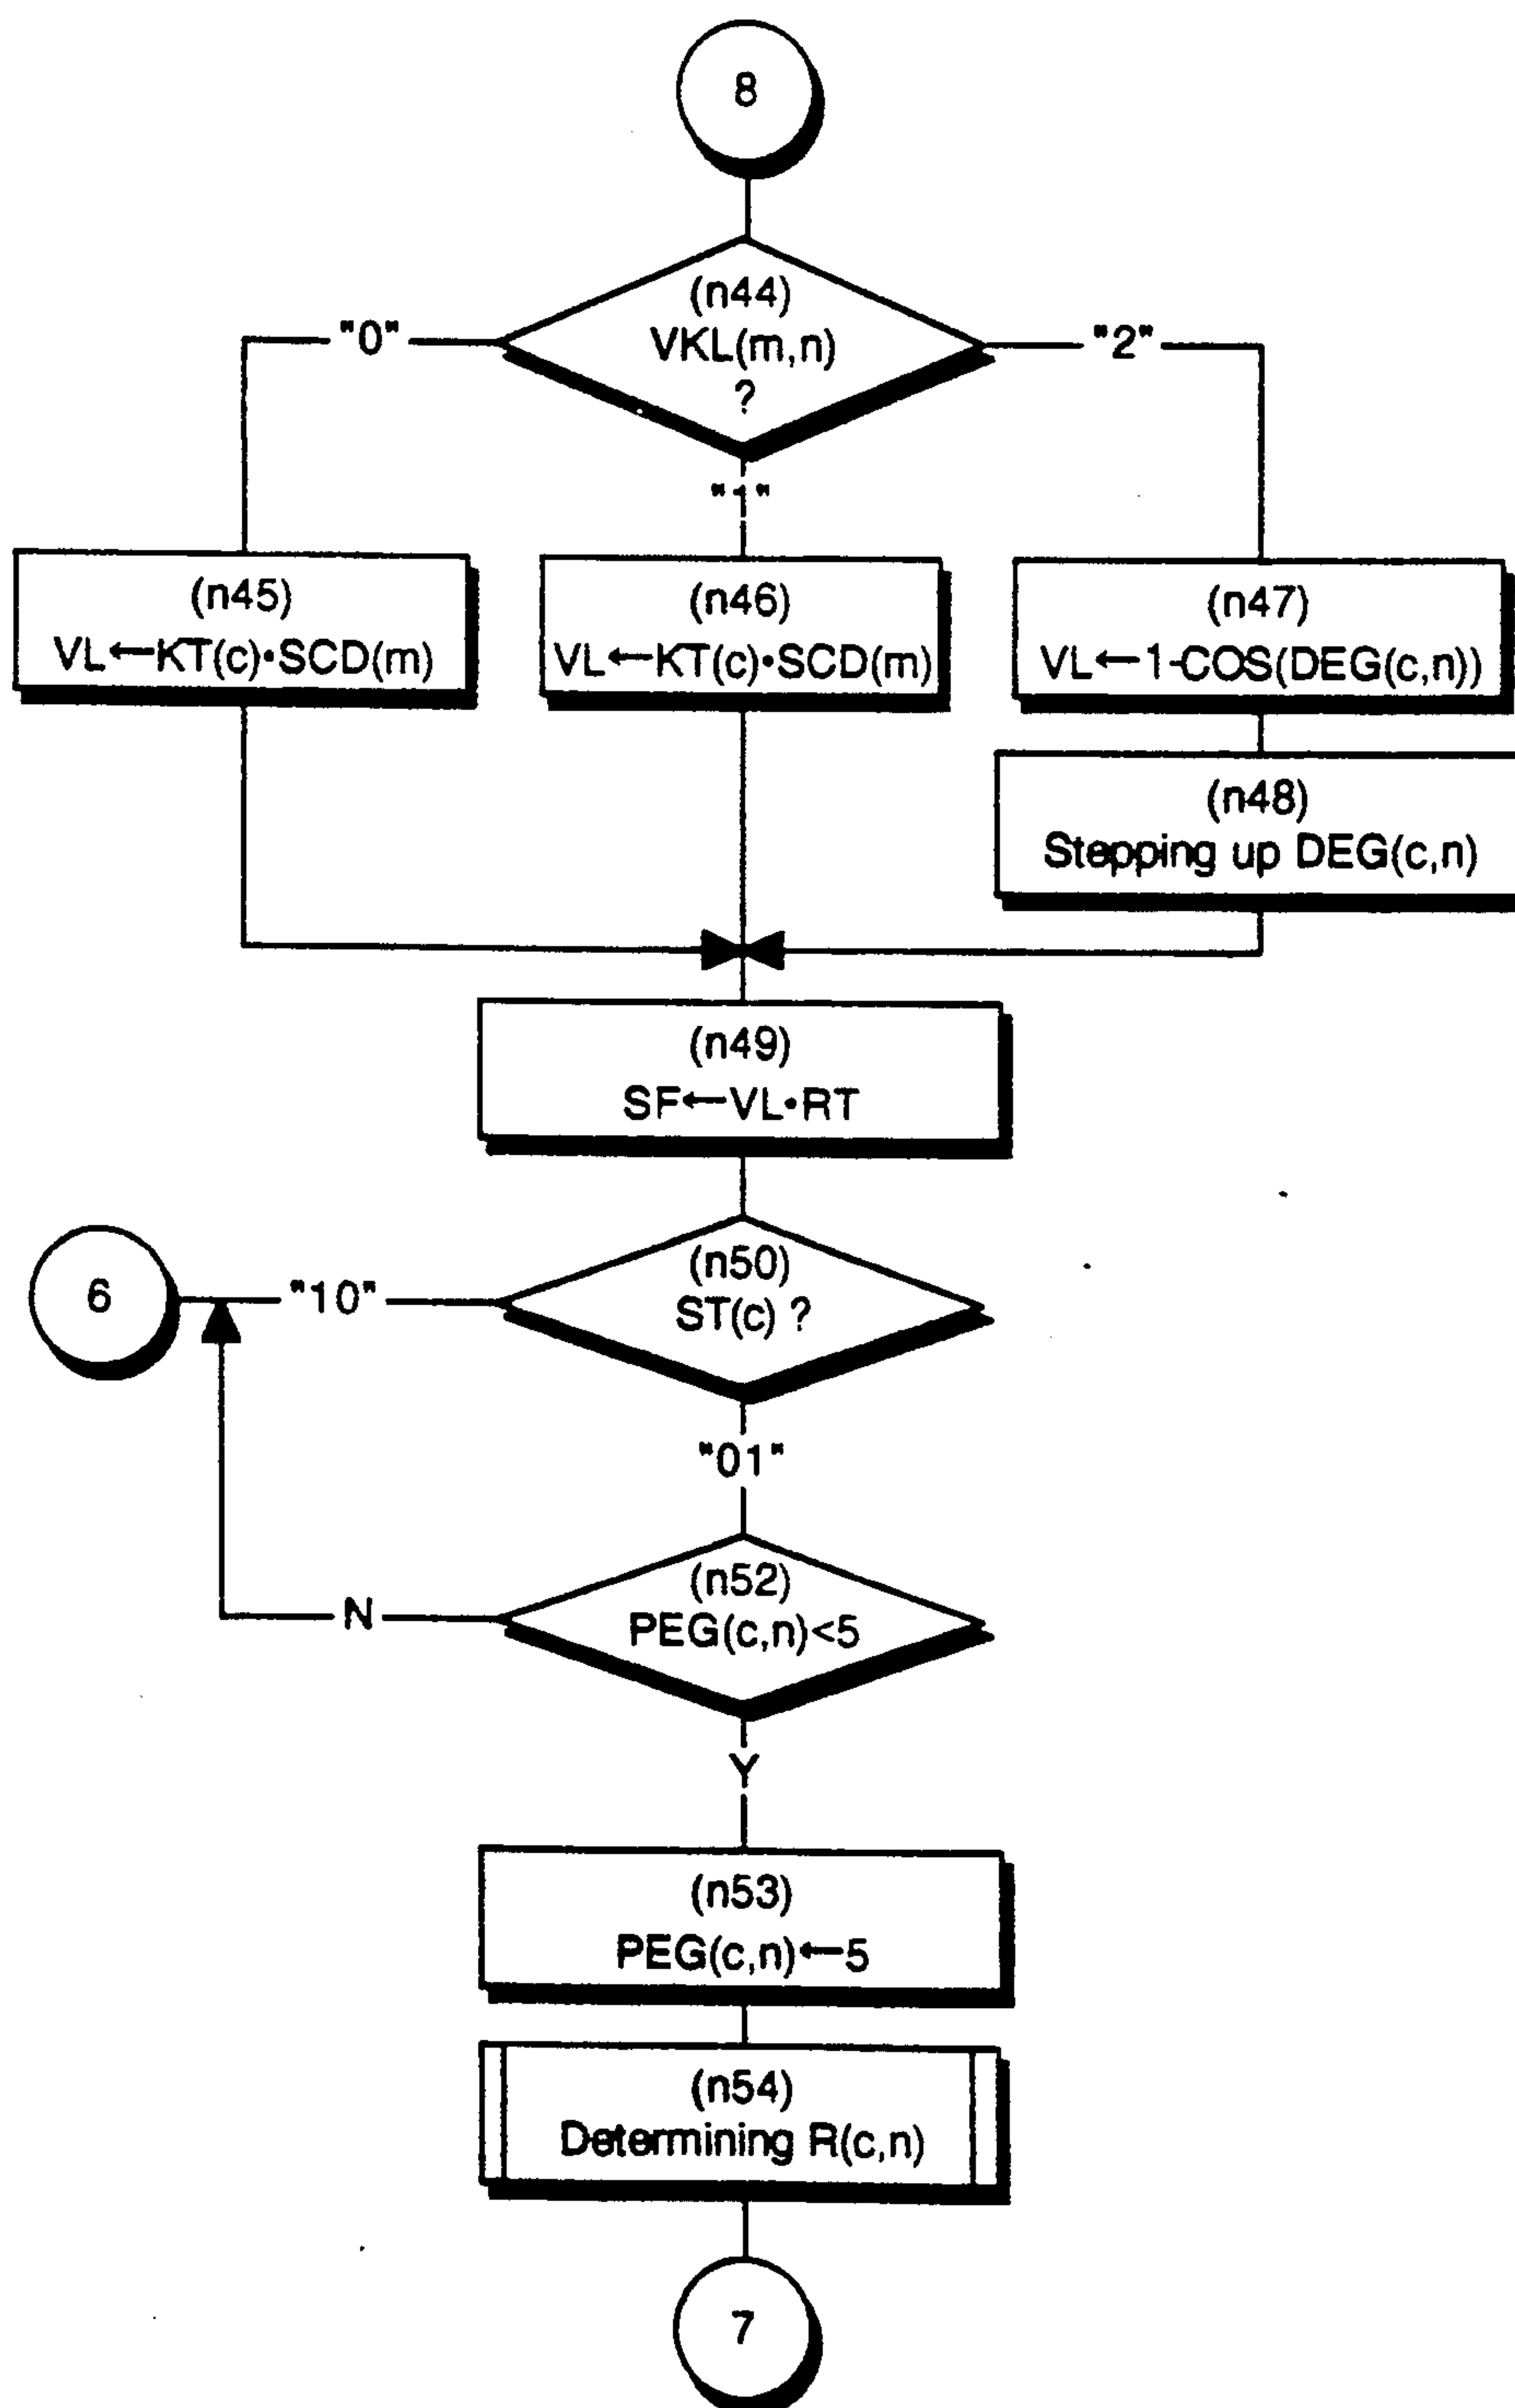 8
(n44)
VKL(m,n)
?
"0"
"2"
"1"
(n45)
VL←KT(c)•SCD(m)
(n46)
VL←KT(c)•SCD(m)
(n47)
VL←1-COS(DEG(c,n))
(n48)
Stepping up DEG(c,n)
(n49)
SF←VL•RT
6
"10"
(n50)
ST(c) ?
"01"
N
(n52)
PEG(c,n)<5
Y
(n53)
PEG(c,n)←5
(n54)
Determining R(c,n)
7